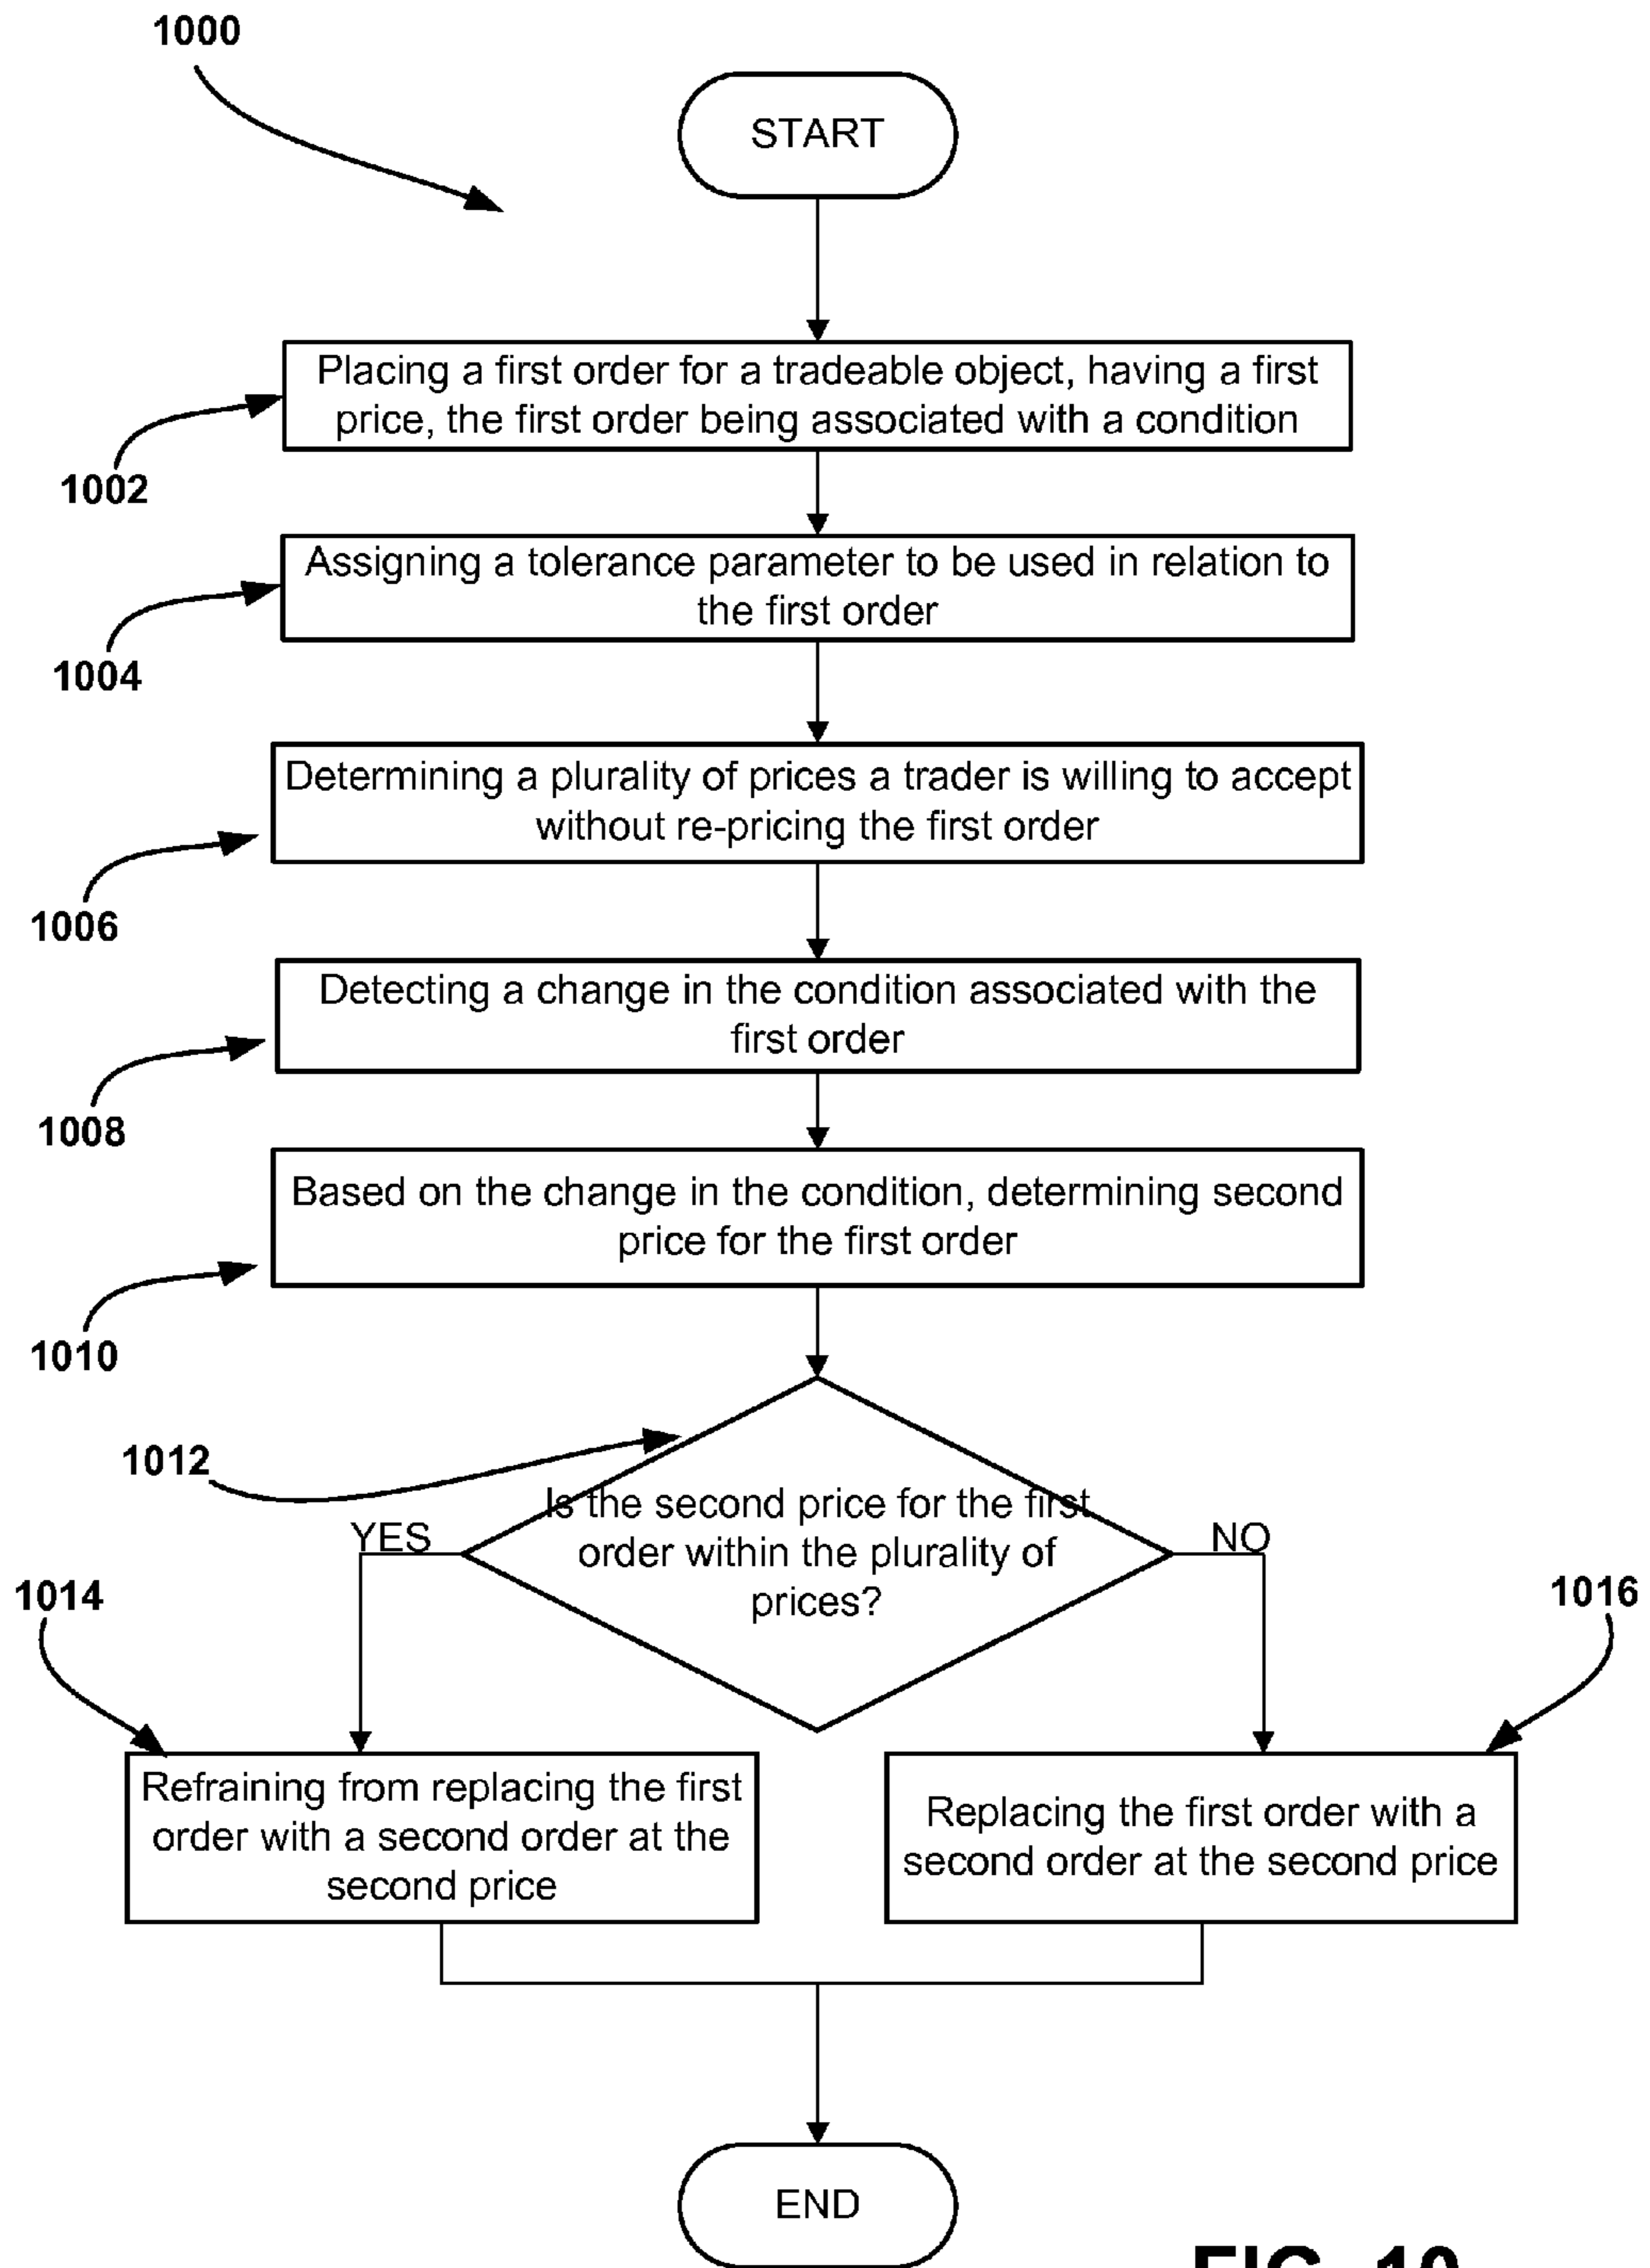 1000
START
Placing a first order for a tradeable object, having a first
price, the first order being associated with a condition
1002
Assigning a tolerance parameter to be used in relation to
the first order
1004
Determining a plurality of prices a trader is willing to accept
without re-pricing the first order
1006
Detecting a change in the condition associated with the
first order
1008
Based on the change in the condition, determining second
price for the first order
1010
1012
Is the second price for the first
order within the plurality of
prices?
YES
NO
1014
1016
Refraining from replacing the first
order with a second order at the
second price
Replacing the first order with a
second order at the second price
END
FIG. 10